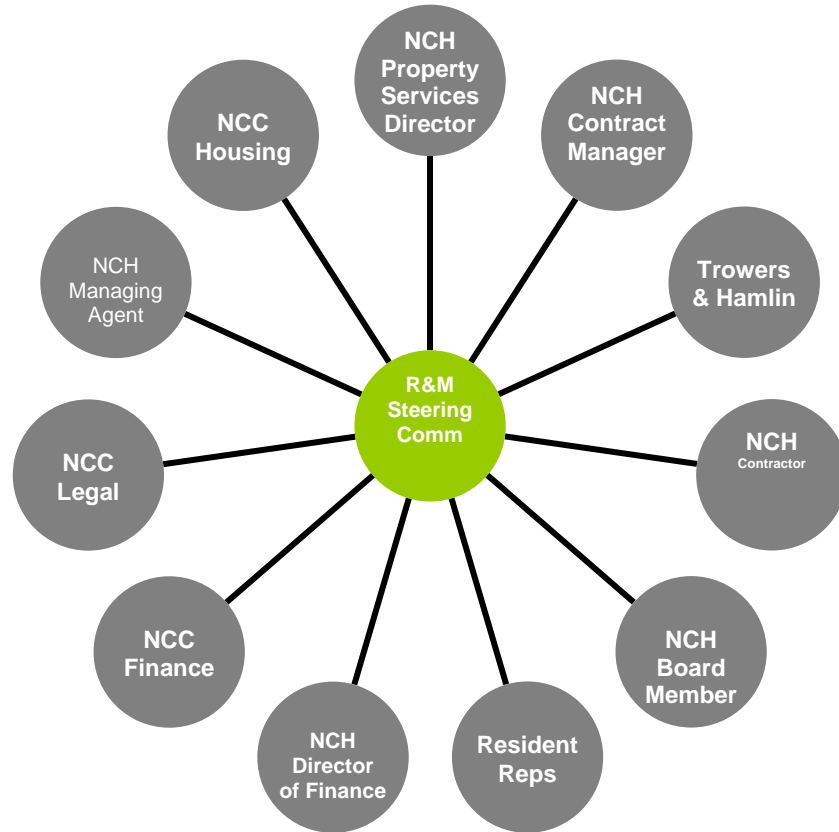 NCH
Property
Services
Director
NCH
Contract
Manager
Trowers
& Hamlin
NCH
Contractor
NCH
Board
Member
Resident
Reps
NCH
Director
of Finance
NCC
Finance
NCC
Legal
NCH
Managing
Agent
NCC
Housing
R&M
Steering
Comm